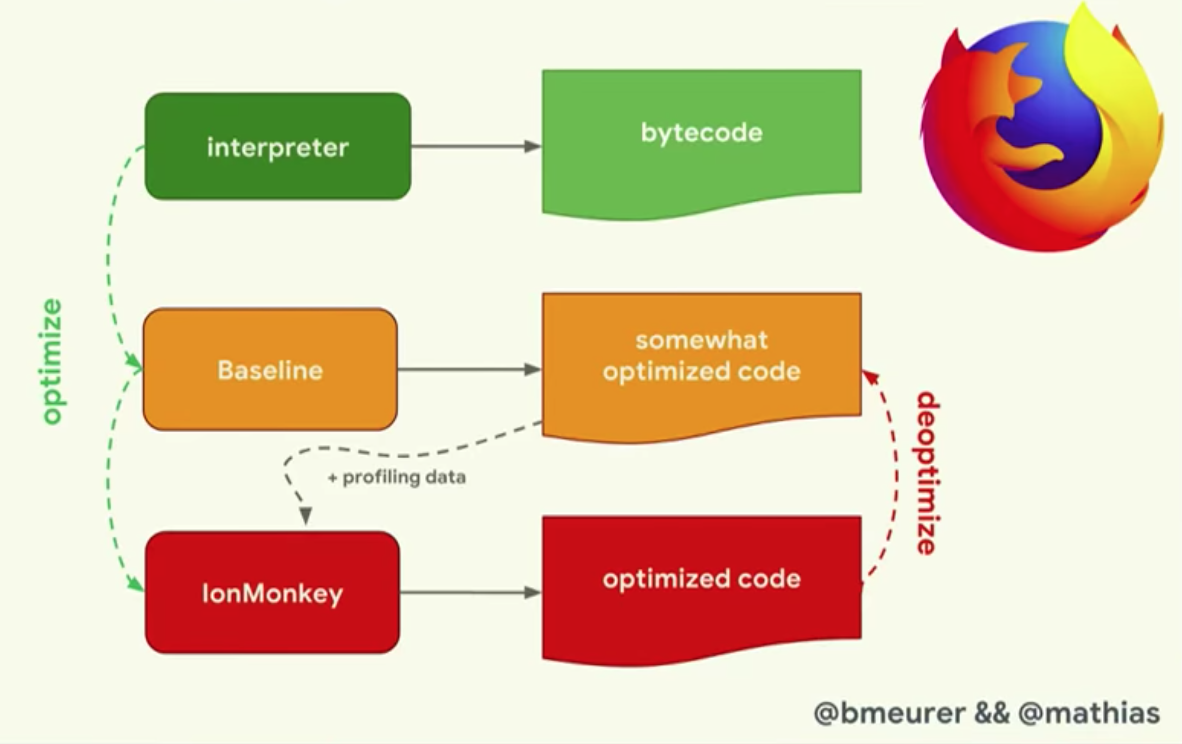 interpreter
bytecode
optimize
Baseline
somewhat
optimized code
+ profiling data
deoptimize
IonMonkey
optimized code
@bmeurer && @mathias